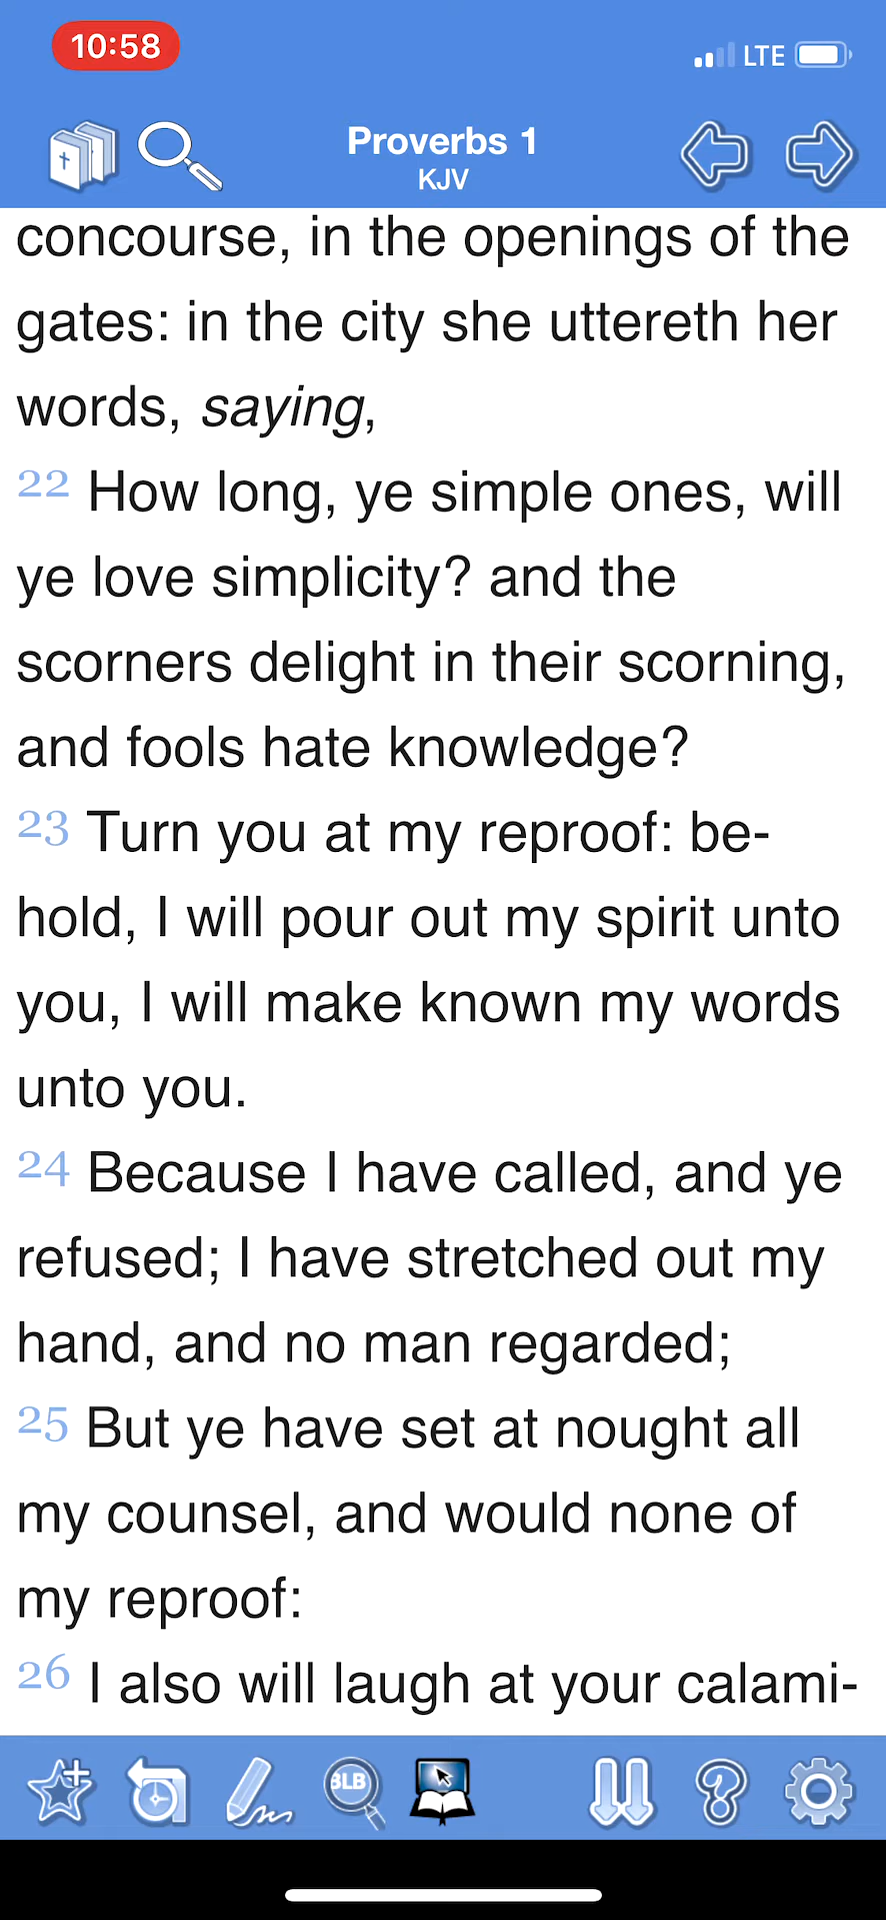 10:58
LTE
Proverbs 1
KJV
concourse, in the openings of the
gates: in the city she uttereth her
words, saying,
22 How long, ye simple ones, will
ye love simplicity? and the
scorners delight in their scorning,
and fools hate knowledge?
23 Turn you at my reproof: be-
hold, I will pour out my spirit unto
you, I will make known my words
unto you.
24 Because I have called, and ye
refused; I have stretched out my
hand, and no man regarded;
25 But ye have set at nought all
my counsel, and would none of
my reproof:
26 I also will laugh at your calami-
BLB